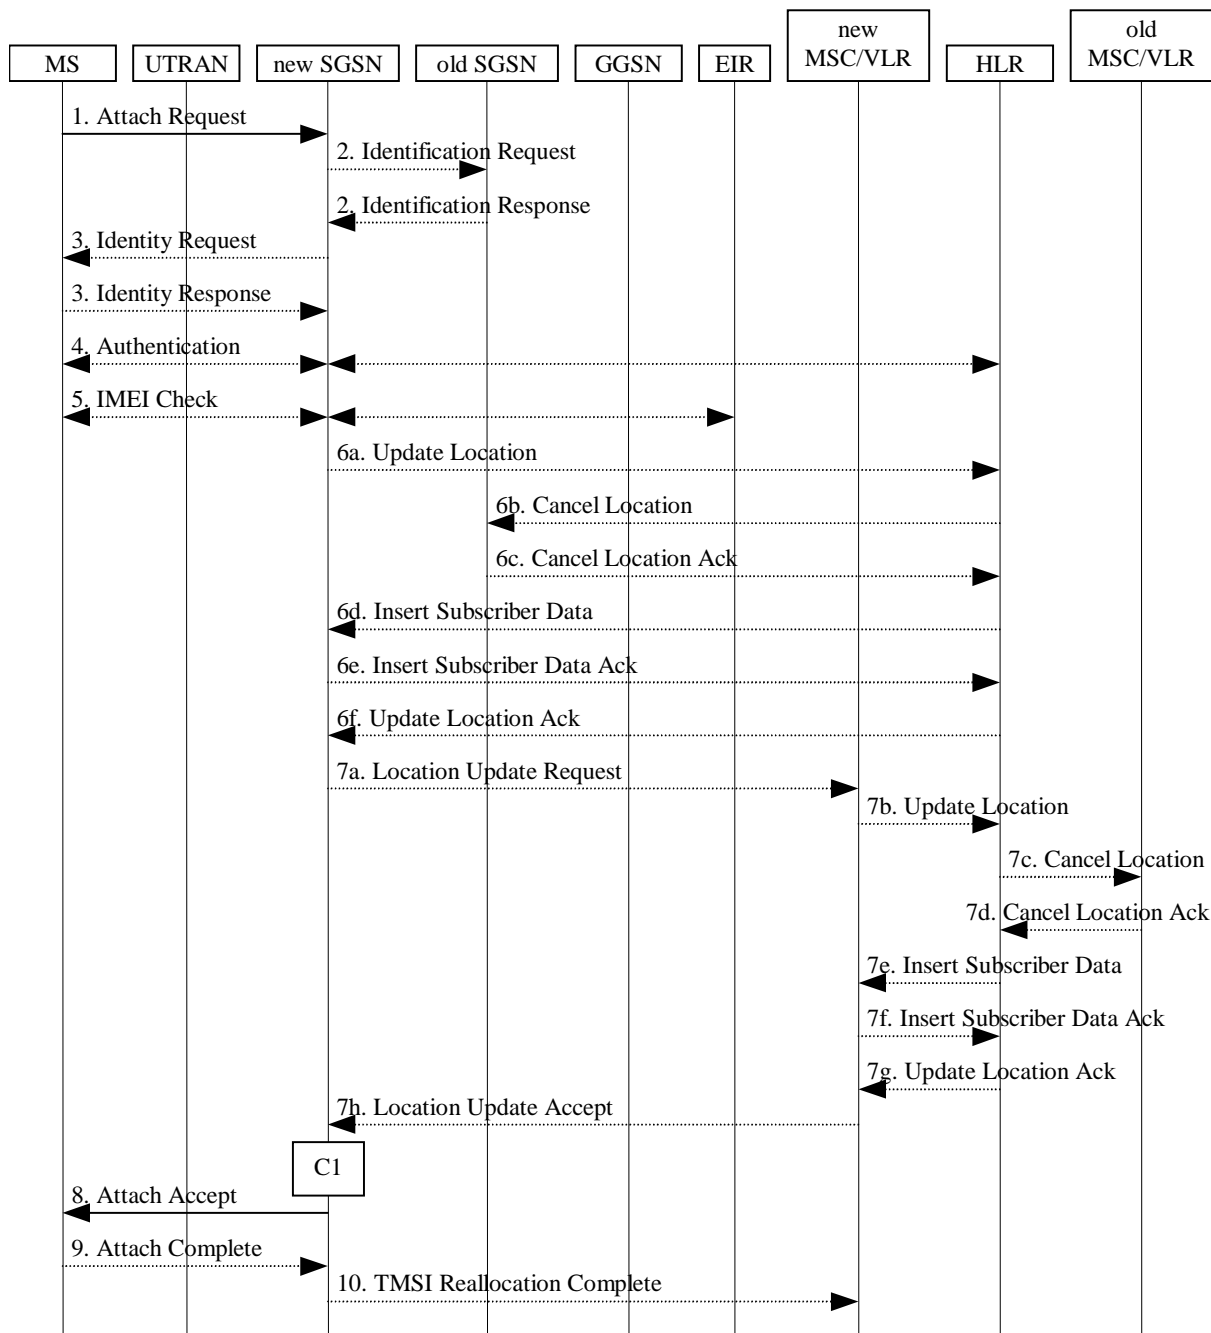 MS
UTRAN
new SGSN
old SGSN
GGSN
EIR
new
MSC/VLR
HLR
old
MSC/VLR
1. Attach Request
2. Identification Request
2. Identification Response
3. Identity Request
3. Identity Response
4. Authentication
5. IMEI Check
6a. Update Location
6b. Cancel Location
6c. Cancel Location Ack
6d. Insert Subscriber Data
6e. Insert Subscriber Data Ack
6f. Update Location Ack
7a. Location Update Request
7b. Update Location
7c. Cancel Location
7d. Cancel Location Ack
7e. Insert Subscriber Data
7f. Insert Subscriber Data Ack
7g. Update Location Ack
7h. Location Update Accept
C1
8. Attach Accept
9. Attach Complete
10. TMSI Reallocation Complete